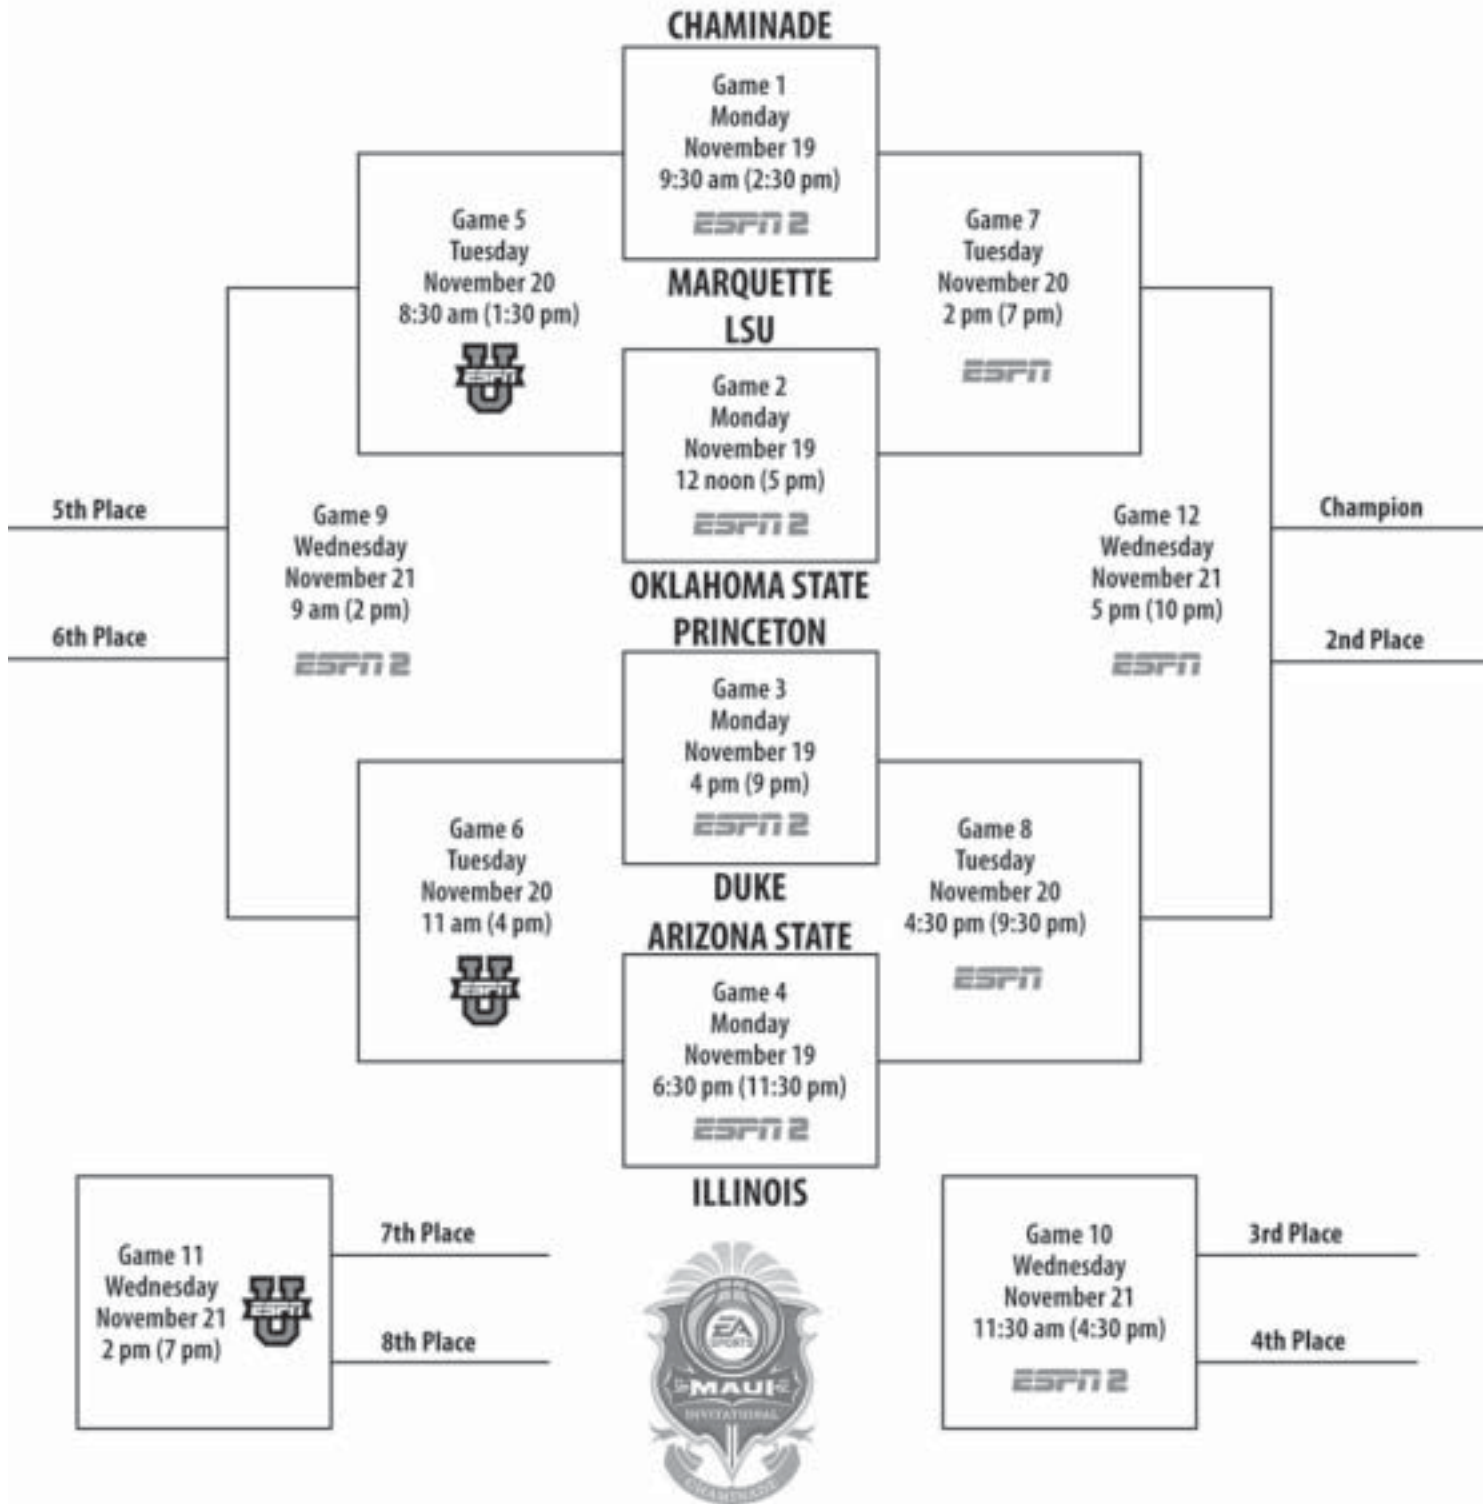 CHAMINADE
Game 1
Monday
November 19
9:30 am (2:30 pm)
ESPN 2
MARQUETTE
Game 5
Tuesday
November 20
8:30 am (1:30 pm)
U
ESPN
Game 7
Tuesday
November 20
2 pm (7 pm)
ESPN
LSU
Game 2
Monday
November 19
12 noon (5 pm)
ESPN 2
OKLAHOMA STATE
5th Place
6th Place
Game 9
Wednesday
November 21
9 am (2 pm)
ESPN 2
Game 12
Wednesday
November 21
5 pm (10 pm)
ESPN
Champion
2nd Place
PRINCETON
Game 3
Monday
November 19
4 pm (9 pm)
ESPN 2
DUKE
Game 6
Tuesday
November 20
11 am (4 pm)
U
ESPN
Game 8
Tuesday
November 20
4:30 pm (9:30 pm)
ESPN
ARIZONA STATE
Game 4
Monday
November 19
6:30 pm (11:30 pm)
ESPN 2
ILLINOIS
Game 11
Wednesday
November 21
2 pm (7 pm)
U
ESPN
7th Place
8th Place
EA
SPORTS
MAUI
INVITATIONAL
CHAMINADE
Game 10
Wednesday
November 21
11:30 am (4:30 pm)
ESPN 2
3rd Place
4th Place